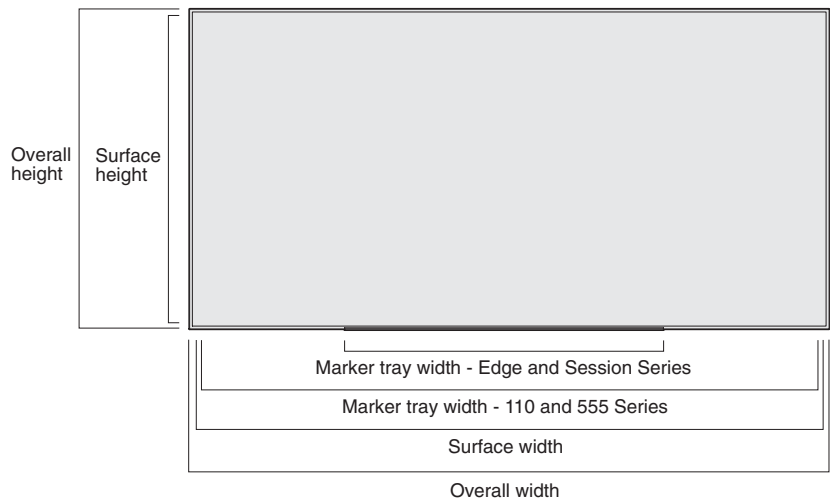 Overall
height
Surface
height
Marker tray width - Edge and Session Series
Marker tray width - 110 and 555 Series
Surface width
Overall width